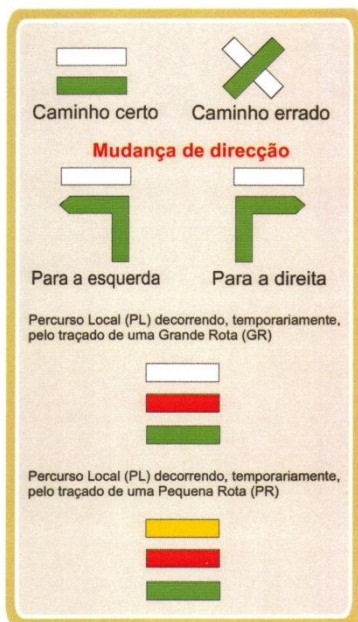 Caminho certo
Caminho errado
Mudança de direcção
Para a esquerda
Para a direita
Percurso Local (PL) decorrendo, temporariamente,
pelo traçado de uma Grande Rota (GR)
Percurso Local (PL) decorrendo, temporariamente,
pelo traçado de uma Pequena Rota (PR)